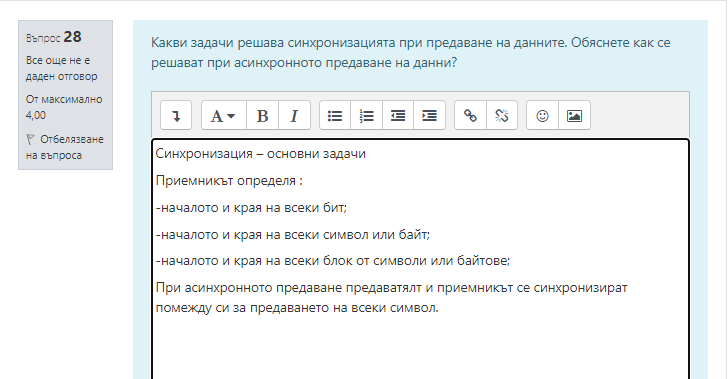 Въпрос 28
Все още не е
даден отговор
От максимално
4,00
Отбелязване
на въпроса
Какви задачи решава синхронизацията при предаване на данните. Обяснете как се
решават при асинхронното предаване на данни?
A B I
Синхронизация – основни задачи
Приемникът определя :
-началото и края на всеки бит;
-началото и края на всеки символ или байт;
-началото и края на всеки блок от символи или байтове;
При асинхронното предаване предаватялт и приемникът се синхронизират
помежду си за предаването на всеки символ.